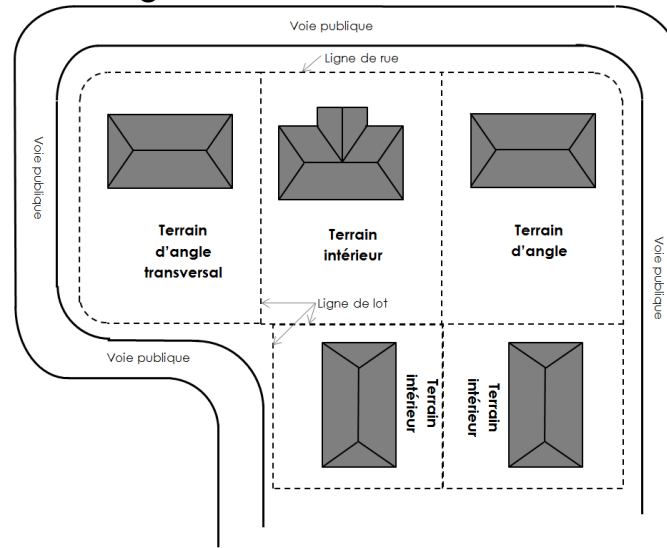 Voie publique
Ligne de rue
Voie publique
Terrain
d'angle
transversal
Terrain
intérieur
Terrain
d'angle
Voie publique
Ligne de lot
Voie publique
Terrain
intérieur
Terrain
intérieur